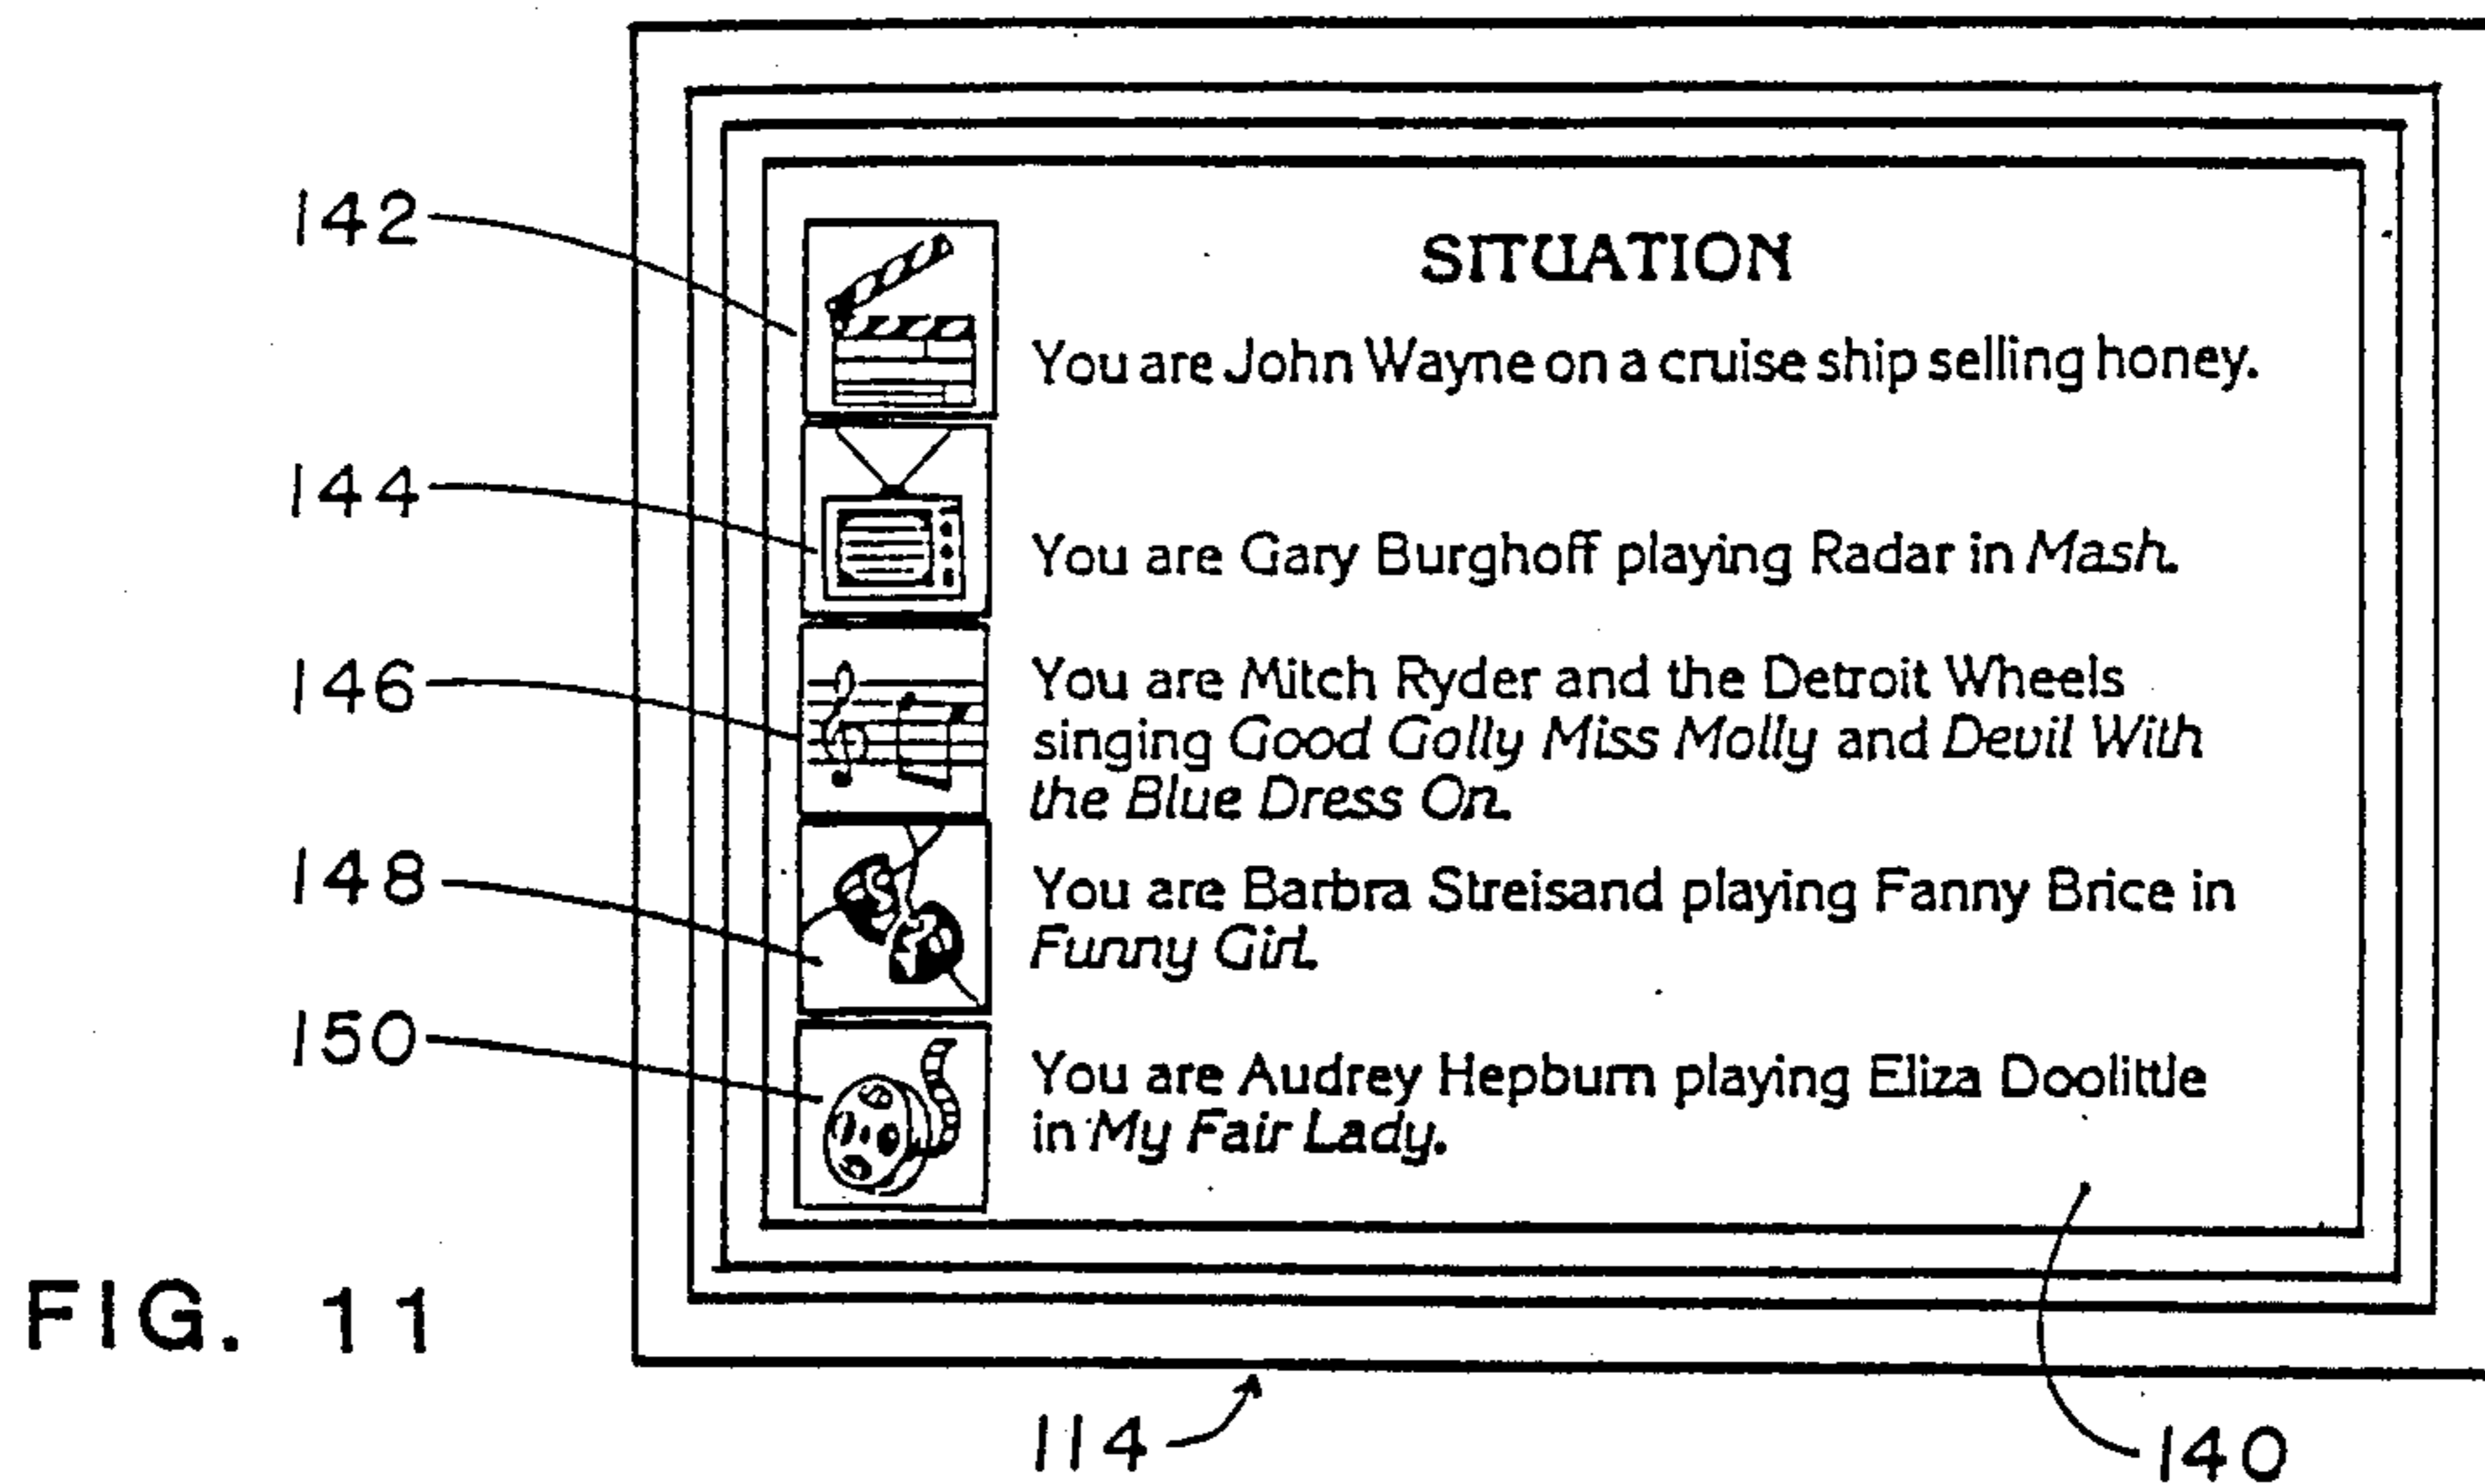 SITUATION
142
You are John Wayne on a cruise ship selling honey.
144
You are Gary Burghoff playing Radar in Mash.
146
You are Mitch Ryder and the Detroit Wheels
singing Good Golly Miss Molly and Devil With
the Blue Dress On.
148
You are Barbra Streisand playing Fanny Brice in
Funny Girl.
150
You are Audrey Hepburn playing Eliza Doolittle
in My Fair Lady.
FIG. 11
114
140